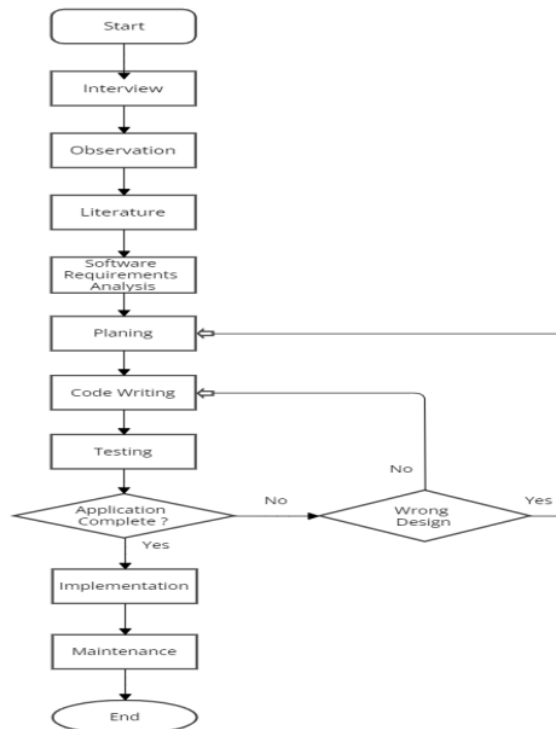 Start
Interview
Observation
Literature
Software
Requirements
Analysis
Planing
Code Writing
Testing
No
Application
Complete ?
No
Wrong
Design
Yes
Yes
Implementation
Maintenance
End